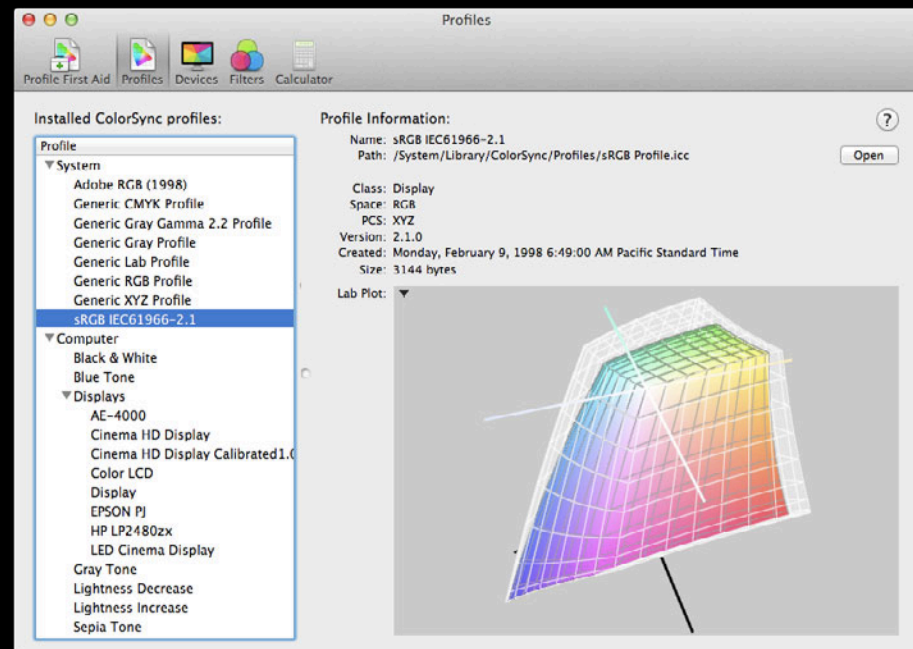 Profiles
Profile First Aid
Profiles
Devices
Filters
Calculator
Installed ColorSync profiles:
Profile
System
Adobe RGB (1998)
Generic CMYK Profile
Generic Gray Gamma 2.2 Profile
Generic Gray Profile
Generic Lab Profile
Generic RGB Profile
Generic XYZ Profile
sRGB IEC61966-2.1
Computer
Black & White
Blue Tone
Displays
AE-4000
Cinema HD Display
Cinema HD Display Calibrated1.0
Color LCD
Display
EPSON PJ
HP LP2480zx
LED Cinema Display
Gray Tone
Lightness Decrease
Lightness Increase
Sepia Tone
Profile Information:
?
Name: sRGB IEC61966-2.1
Path: /System/Library/ColorSync/Profiles/sRGB Profile.icc
Open
Class: Display
Space: RGB
PCS: XYZ
Version: 2.1.0
Created: Monday, February 9, 1998 6:49:00 AM Pacific Standard Time
Size: 3144 bytes
Lab Plot: